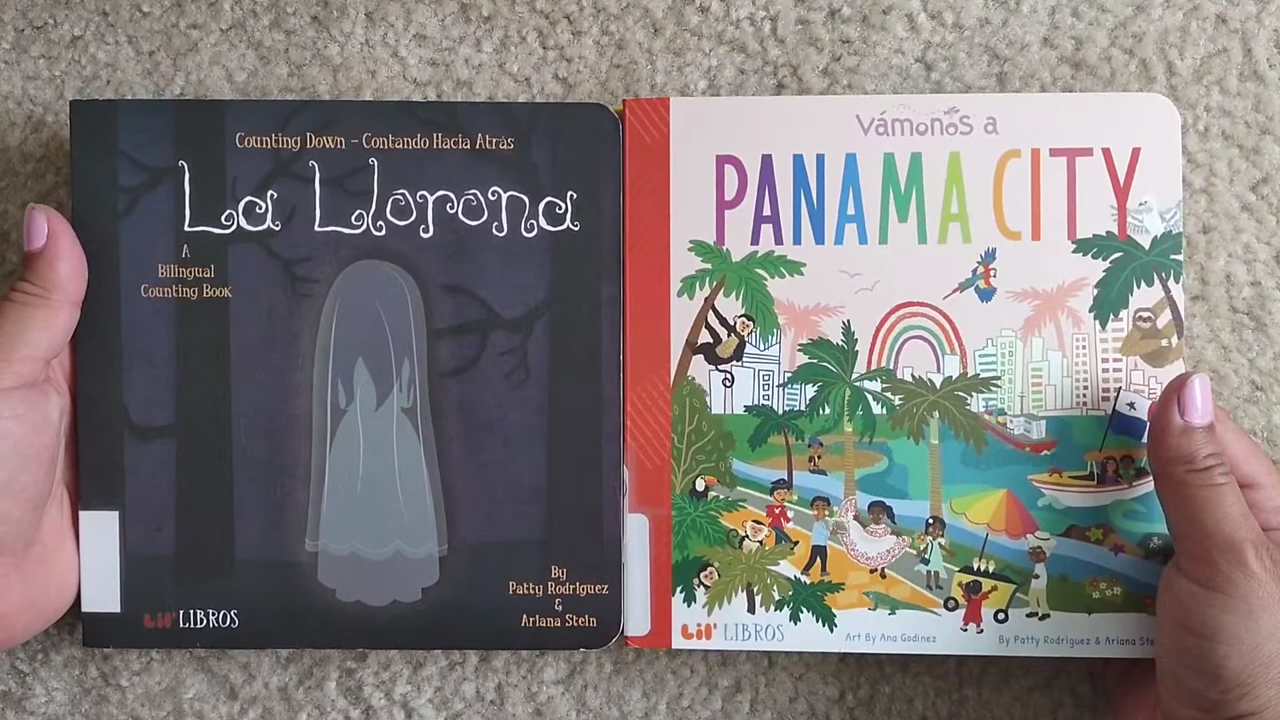 Counting Down - Contando Hacia Atrás
La Llorona
A
Bilingual
Counting Book
By
Patty Rodriguez
&
Ariana Stein
Lil' LIBROS
Vámonos a
PANAMA CITY
Lil' LIBROS
Art By Ana Godinez
By Patty Rodriguez & Ariana